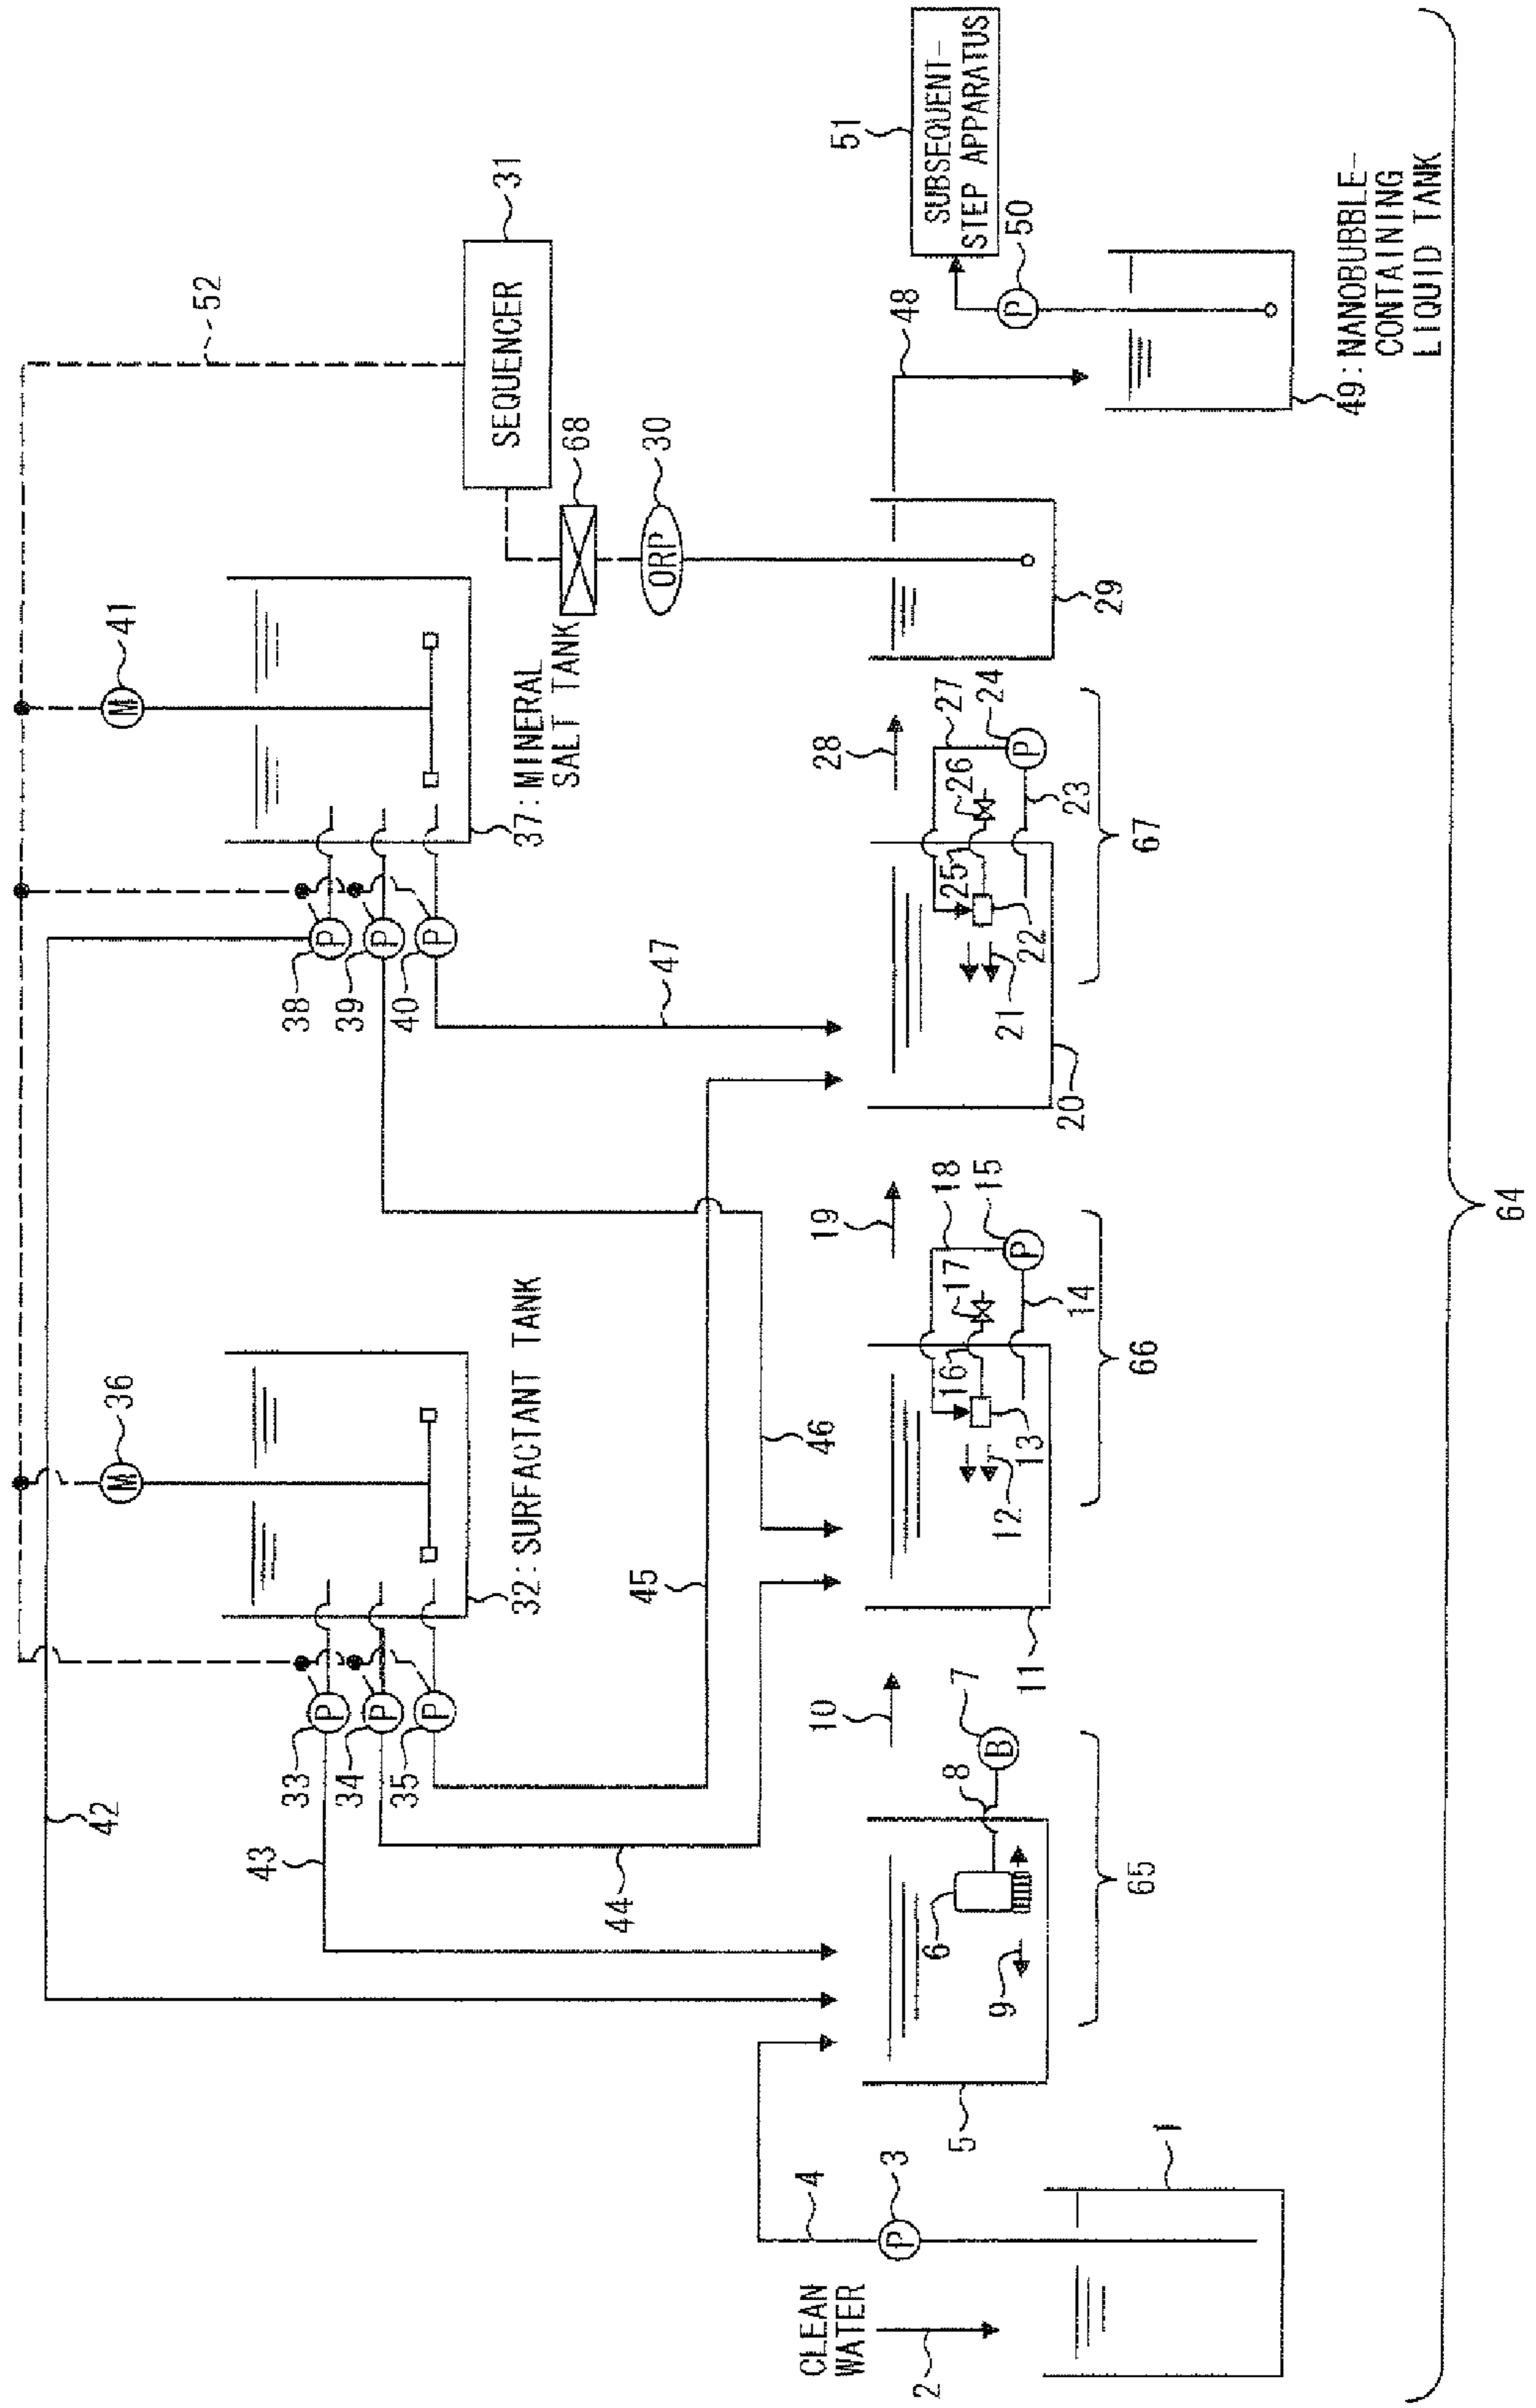 52
42
36
41
SEQUENCER
31
68
ORP
30
M
M
P
P
P
33
34
35
P
P
P
38
39
40
32:SURFACTANT TANK
37:MINERAL
SALT TANK
43
44
45
46
47
CLEAN
WATER
2
4
3
P
1
5
6
7
B
8
9
10
65
11
12
13
14
15
P
16
17
18
19
66
20
21
22
23
24
P
25
26
27
28
67
29
48
50
P
51
SUBSEQUENT-
STEP APPARATUS
49:NANOBUBBLE-
CONTAINING
LIQUID TANK
64